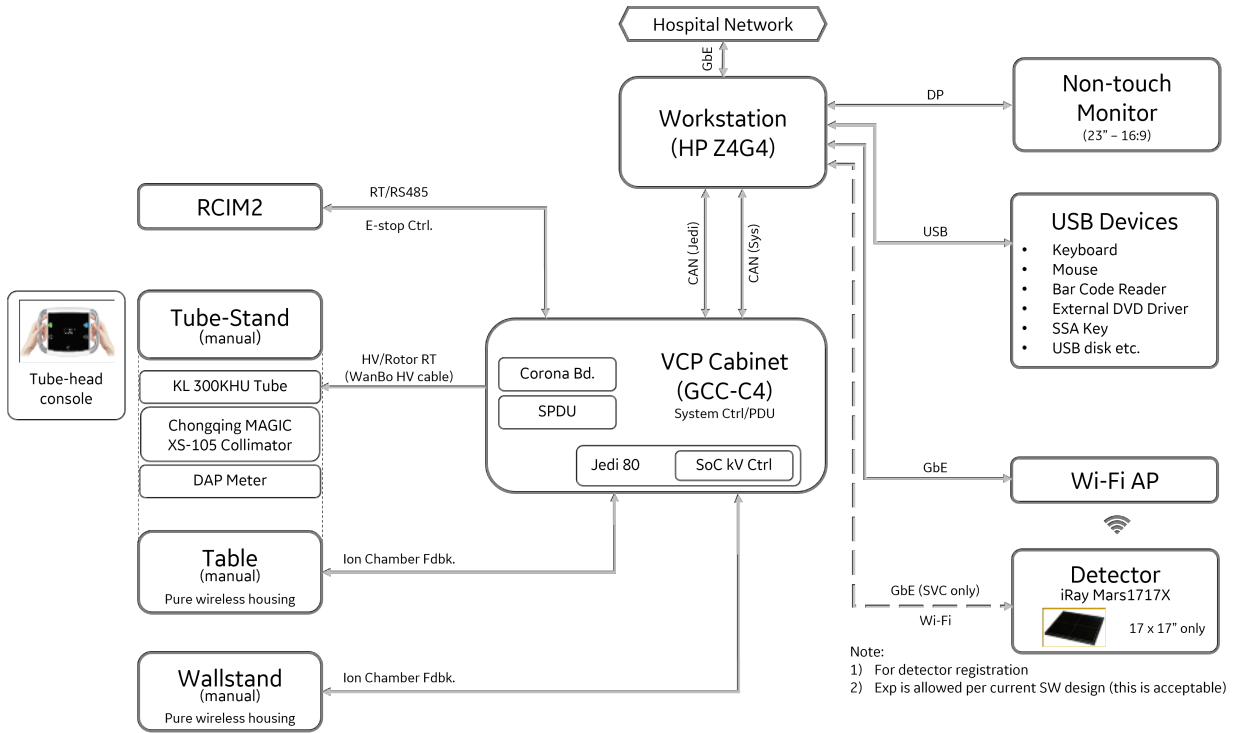 Hospital Network
GbE
Workstation
(HP Z4G4)
DP
Non-touch
Monitor
(23” – 16:9)
RCIM2
RT/RS485
E-stop Ctrl.
CAN (Jedi)
CAN (Sys)
USB
USB Devices
• Keyboard
• Mouse
• Bar Code Reader
• External DVD Driver
• SSA Key
• USB disk etc.
Tube-head
console
Tube-Stand
(manual)
KL 300KHU Tube
Chongqing MAGIC
XS-105 Collimator
DAP Meter
HV/Rotor RT
(WanBo HV cable)
Corona Bd.
SPDU
VCP Cabinet
(GCC-C4)
System Ctrl/PDU
Jedi 80
SoC kV Ctrl
GbE
Wi-Fi AP
Table
(manual)
Pure wireless housing
Ion Chamber Fdbk.
GbE (SVC only)
Wi-Fi
Detector
iRay Mars1717X
17 x 17” only
Wallstand
(manual)
Pure wireless housing
Ion Chamber Fdbk.
Note:
1) For detector registration
2) Exp is allowed per current SW design (this is acceptable)